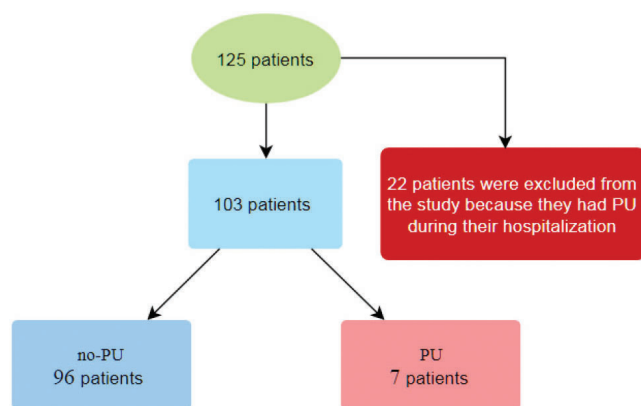 125 patients
103 patients
22 patients were excluded from
the study because they had PU
during their hospitalization
no-PU
96 patients
PU
7 patients